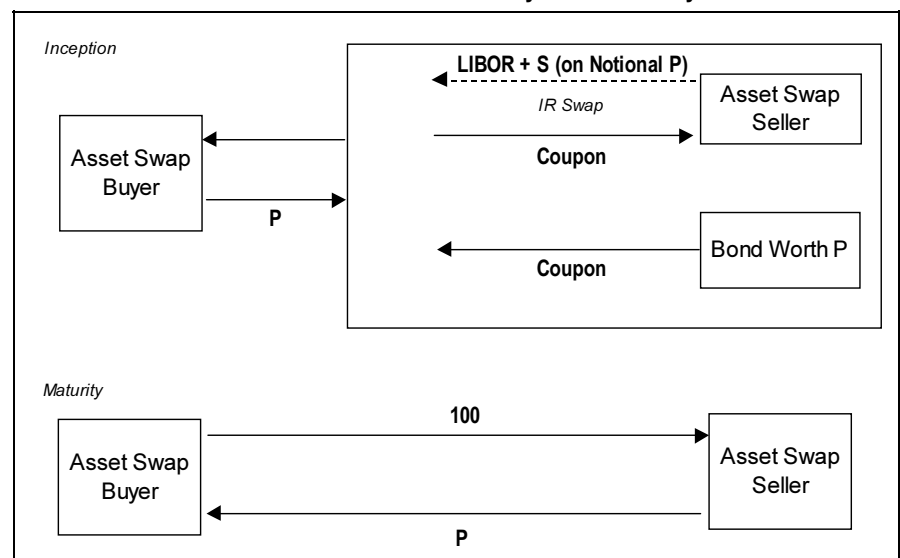 Inception
LIBOR + S (on Notional P)
IR Swap
Asset Swap
Seller
Coupon
Asset Swap
Buyer
P
Bond Worth P
Coupon
Maturity
100
Asset Swap
Buyer
Asset Swap
Seller
P